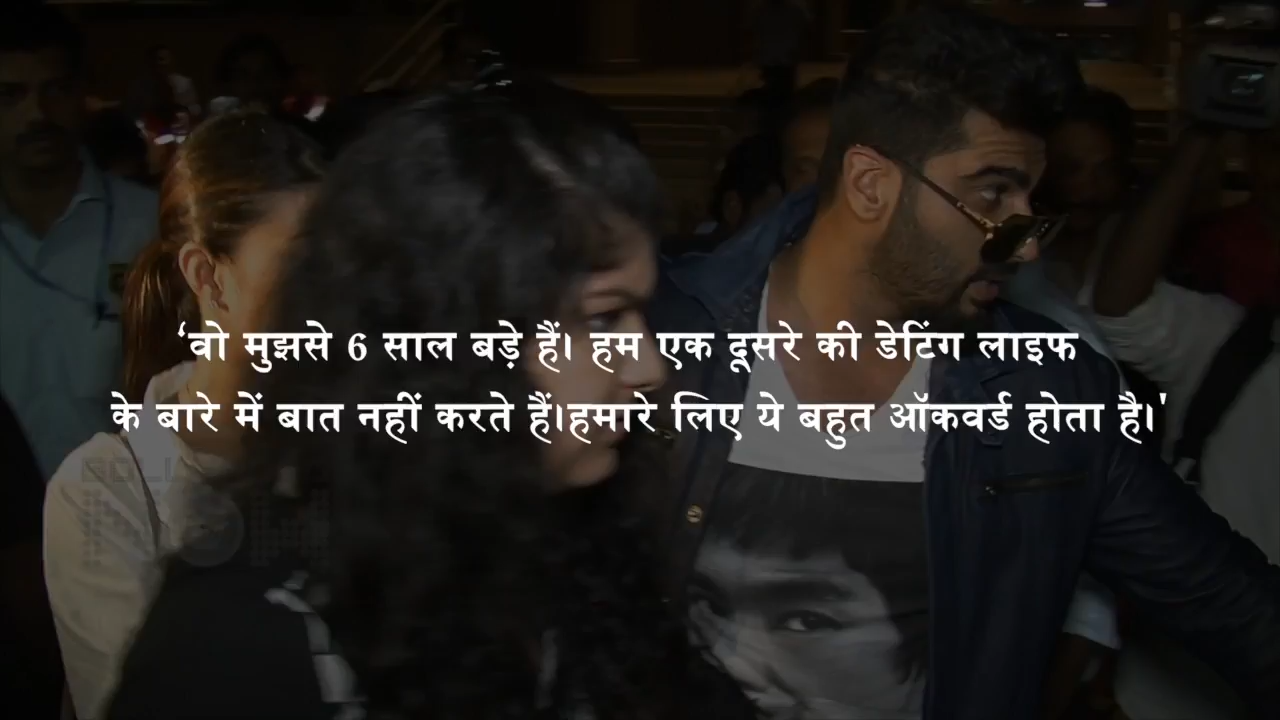 ‘वो मुझसे 6 साल बड़े हैं। हम एक दूसरे की डेटिंग लाइफ
के बारे में बात नहीं करते हैं।हमारे लिए ये बहुत ऑकवर्ड होता है।'